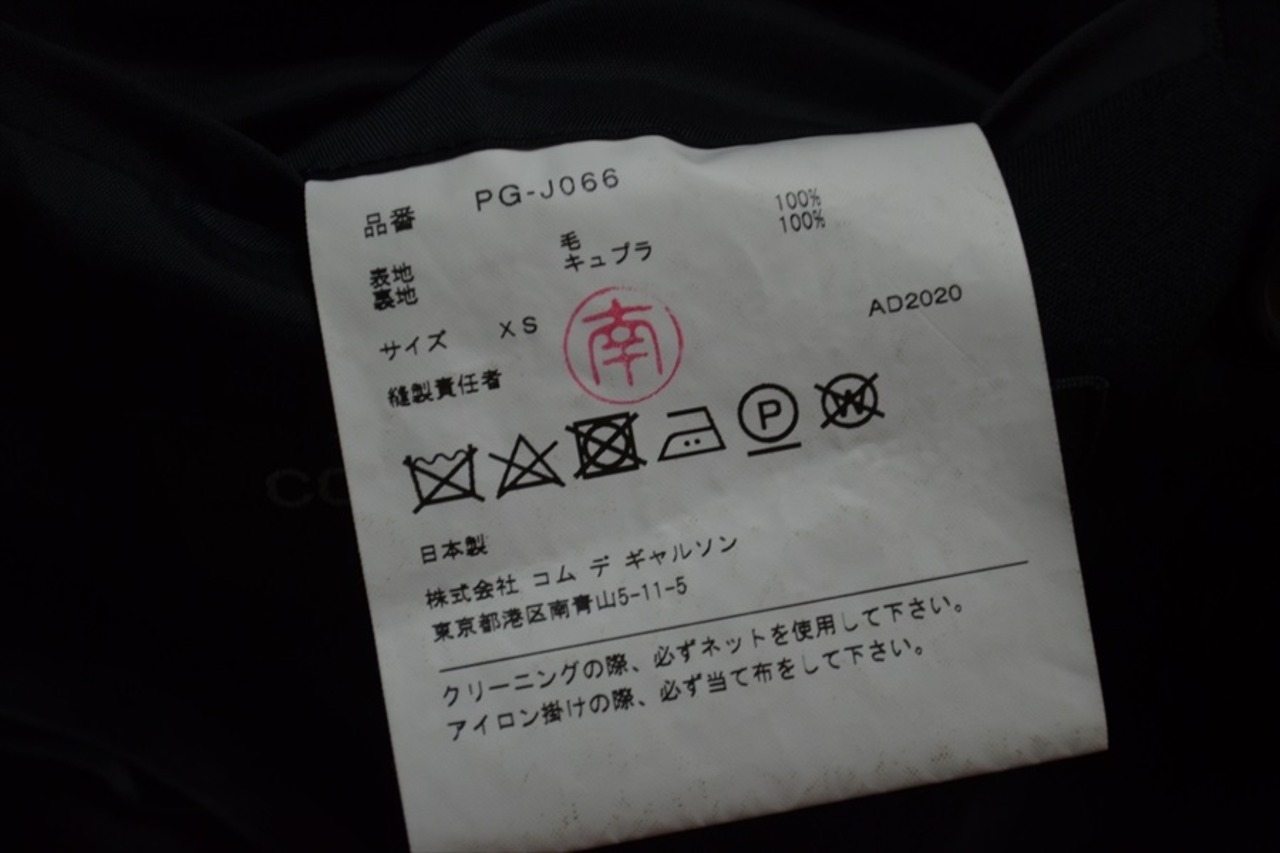 品番 PG-J066
表地 毛 100%
裏地 キュプラ 100%
サイズ XS AD2020
縫製責任者 南
P W
日本製
株式会社 コム デ ギャルソン
東京都港区南青山5-11-5
クリーニングの際、必ずネットを使用して下さい。
アイロン掛けの際、必ず当て布をして下さい。